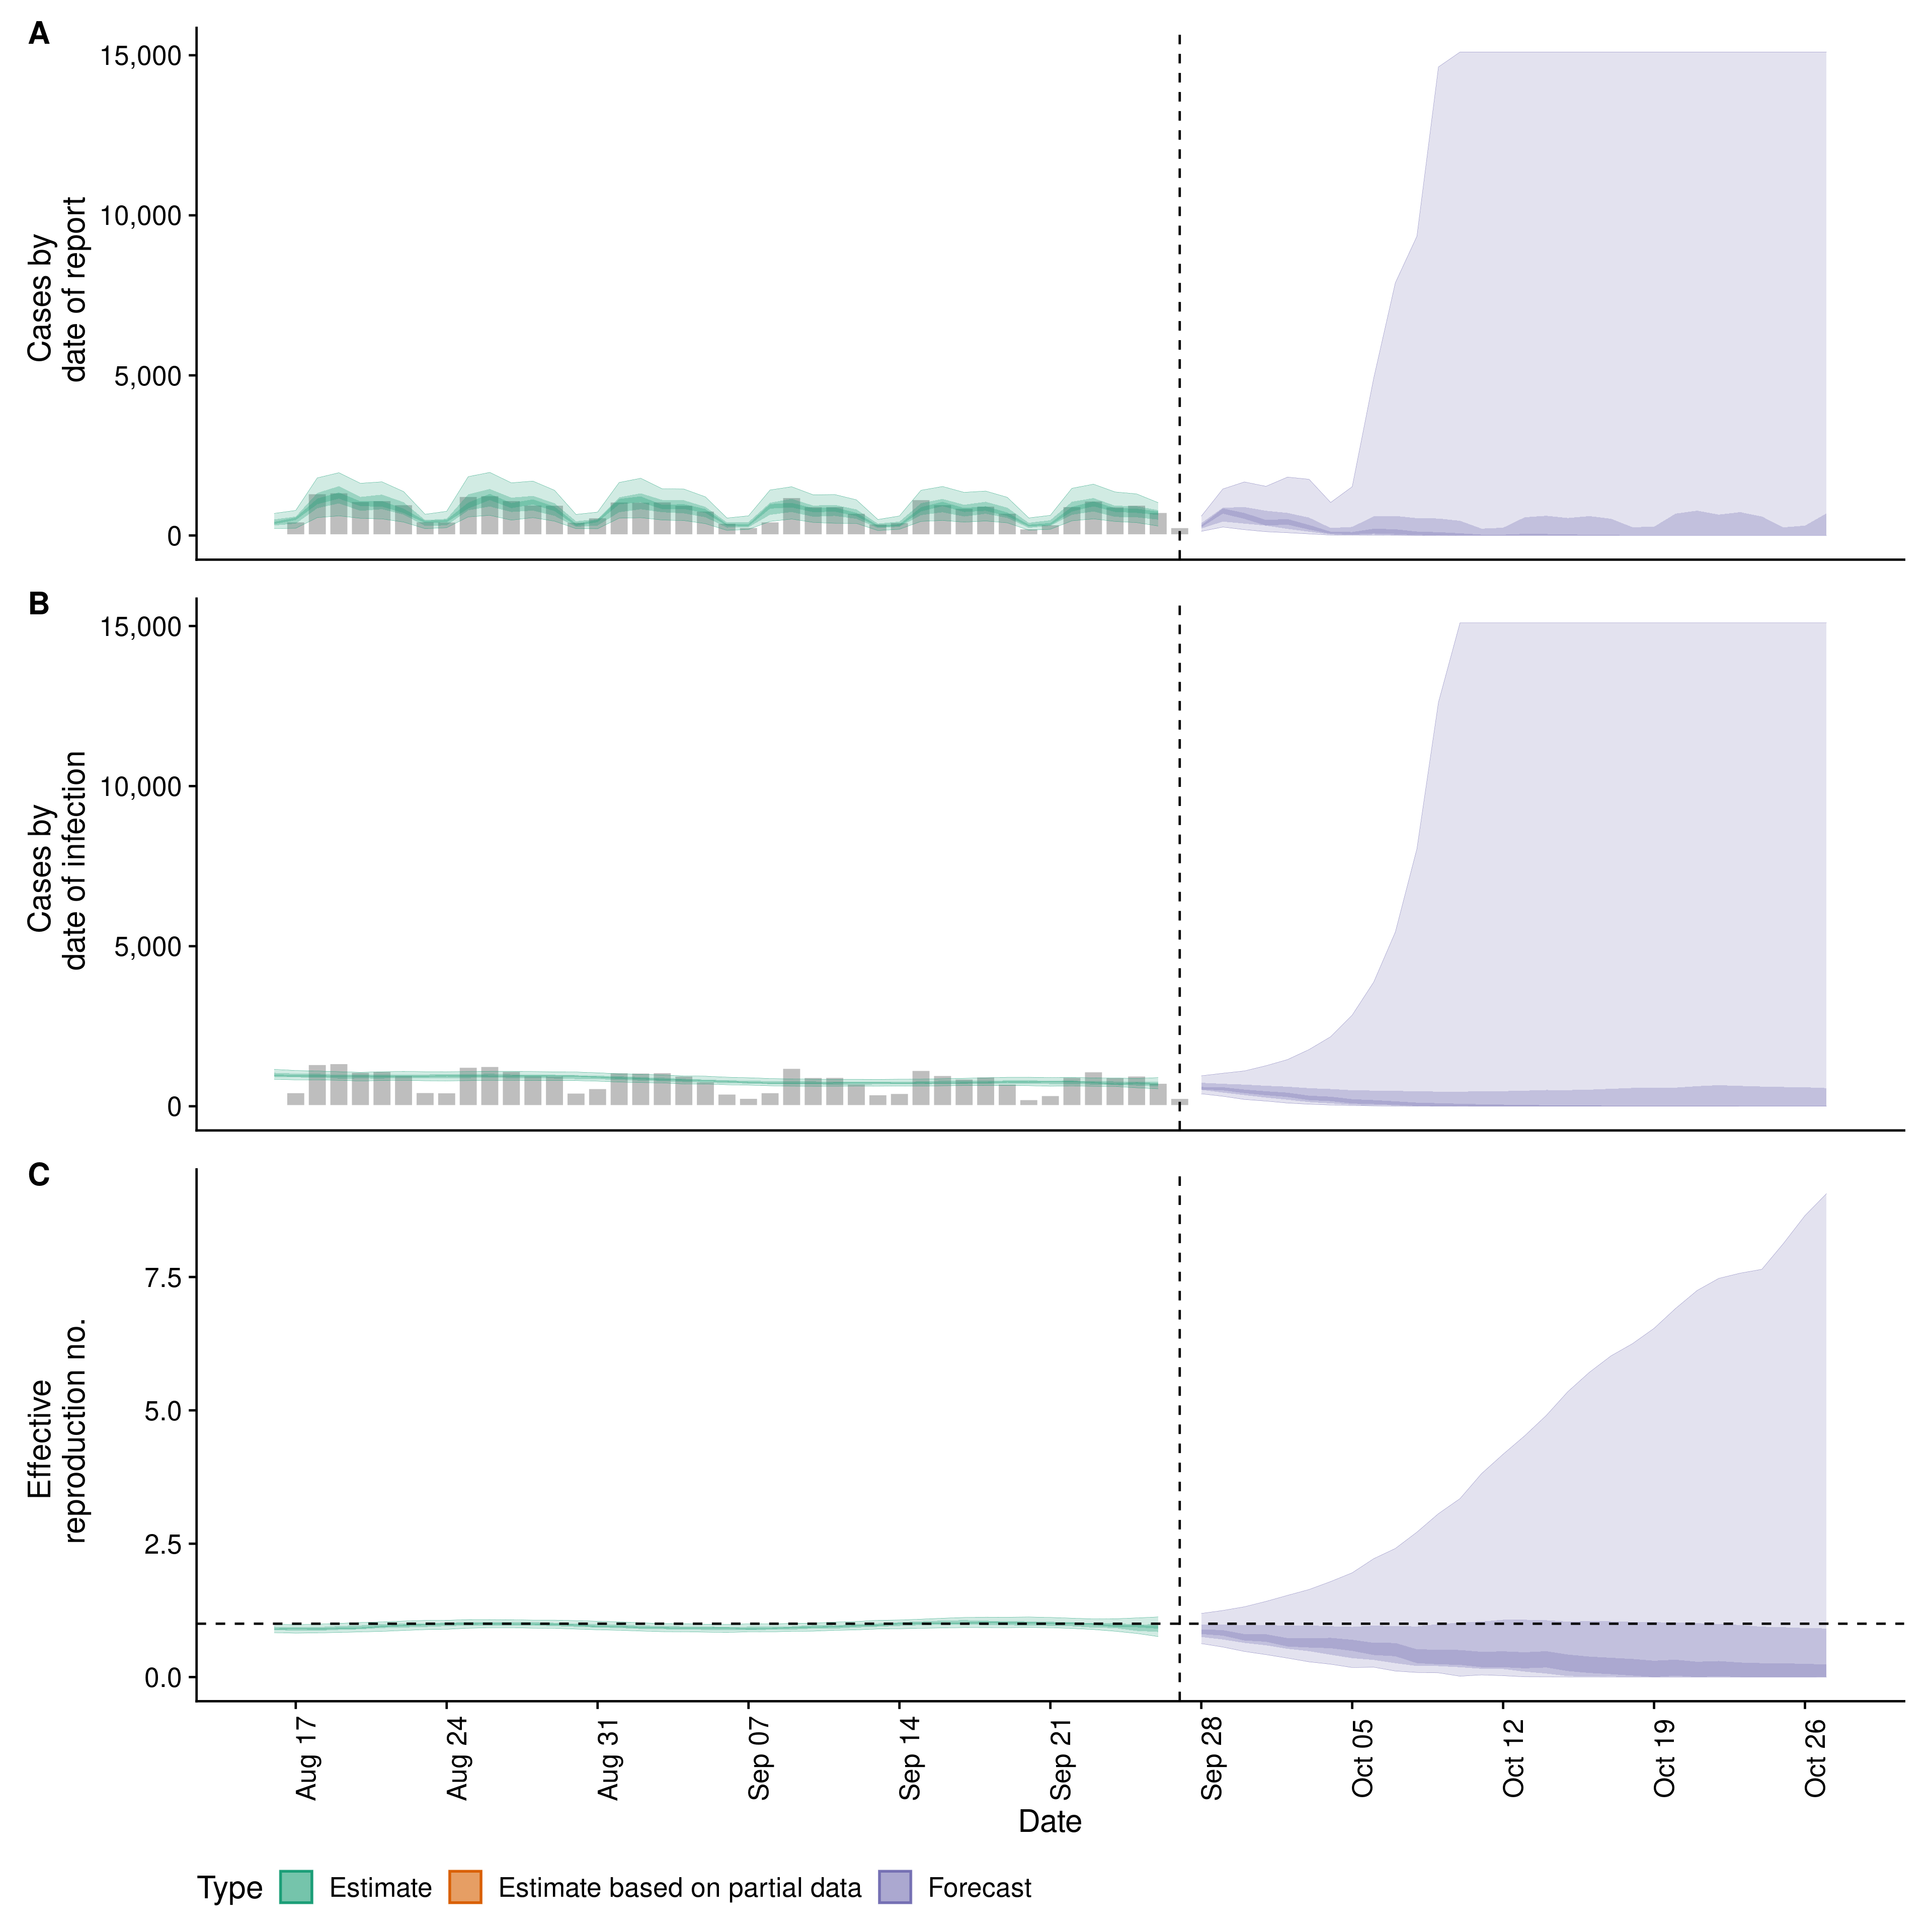 A
Cases by
date of report
15,000
10,000
5,000
0
B
Cases by
date of infection
15,000
10,000
5,000
0
C
Effective
reproduction no.
7.5
5.0
2.5
0.0
Aug 17
Aug 24
Aug 31
Sep 07
Sep 14
Sep 21
Sep 28
Oct 05
Oct 12
Oct 19
Oct 26
Date
Type
Estimate
Estimate based on partial data
Forecast